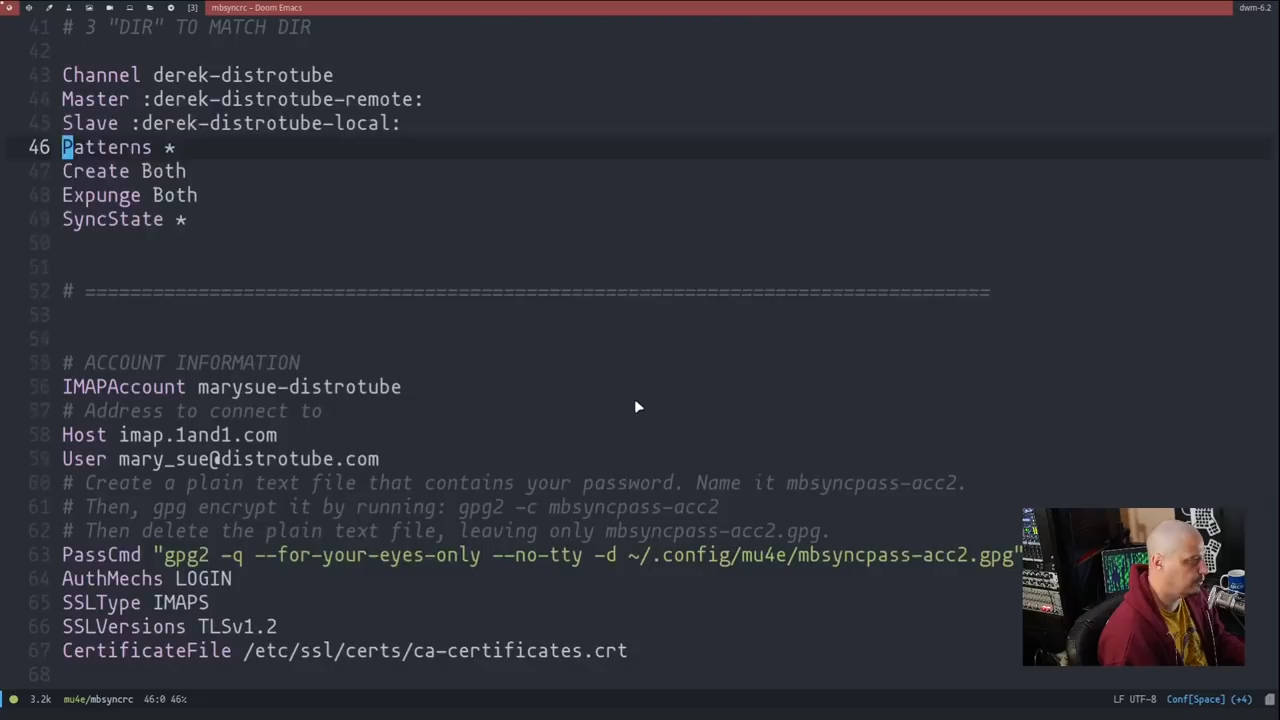 [3] mbsyncrc – Doom Emacs dwm-6.2
41 # 3 "DIR" TO MATCH DIR
42
43 Channel derek-distrotube
44 Master :derek-distrotube-remote:
45 Slave :derek-distrotube-local:
46 Patterns *
47 Create Both
48 Expunge Both
49 SyncState *
50
51
52 # ================================================================================
53
54
55 # ACCOUNT INFORMATION
56 IMAPAccount marysue-distrotube
57 # Address to connect to
58 Host imap.1and1.com
59 User mary_sue@distrotube.com
60 # Create a plain text file that contains your password. Name it mbsyncpass-acc2.
61 # Then, gpg encrypt it by running: gpg2 -c mbsyncpass-acc2
62 # Then delete the plain text file, leaving only mbsyncpass-acc2.gpg.
63 PassCmd "gpg2 -q --for-your-eyes-only --no-tty -d ~/.config/mu4e/mbsyncpass-acc2.gpg"
64 AuthMechs LOGIN
65 SSLType IMAPS
66 SSLVersions TLSv1.2
67 CertificateFile /etc/ssl/certs/ca-certificates.crt
68
3.2k mu4e/mbsyncrc 46:0 46% LF UTF-8 Conf[Space] (+4)